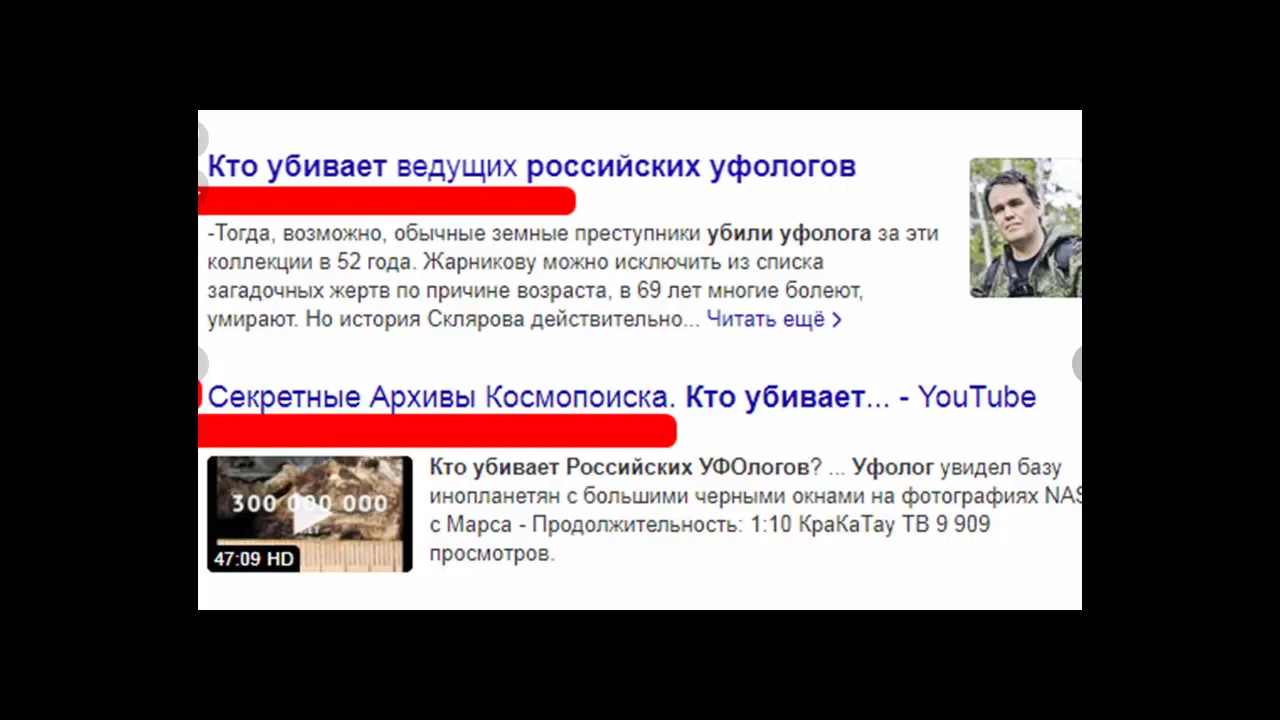 Кто убивает ведущих российских уфологов
-Тогда, возможно, обычные земные преступники убили уфолога за эти
коллекции в 52 года. Жарникову можно исключить из списка
загадочных жертв по причине возраста, в 69 лет многие болеют,
умирают. Но история Склярова действительно... Читать ещё >
Секретные Архивы Космопоиска. Кто убивает... - YouTube
300 000 000
47:09 HD
Кто убивает Российских УФОлогов? ... Уфолог увидел базу
инопланетян с большими черными окнами на фотографиях NAS
с Марса - Продолжительность: 1:10 КраКаТау ТВ 9 909
просмотров.